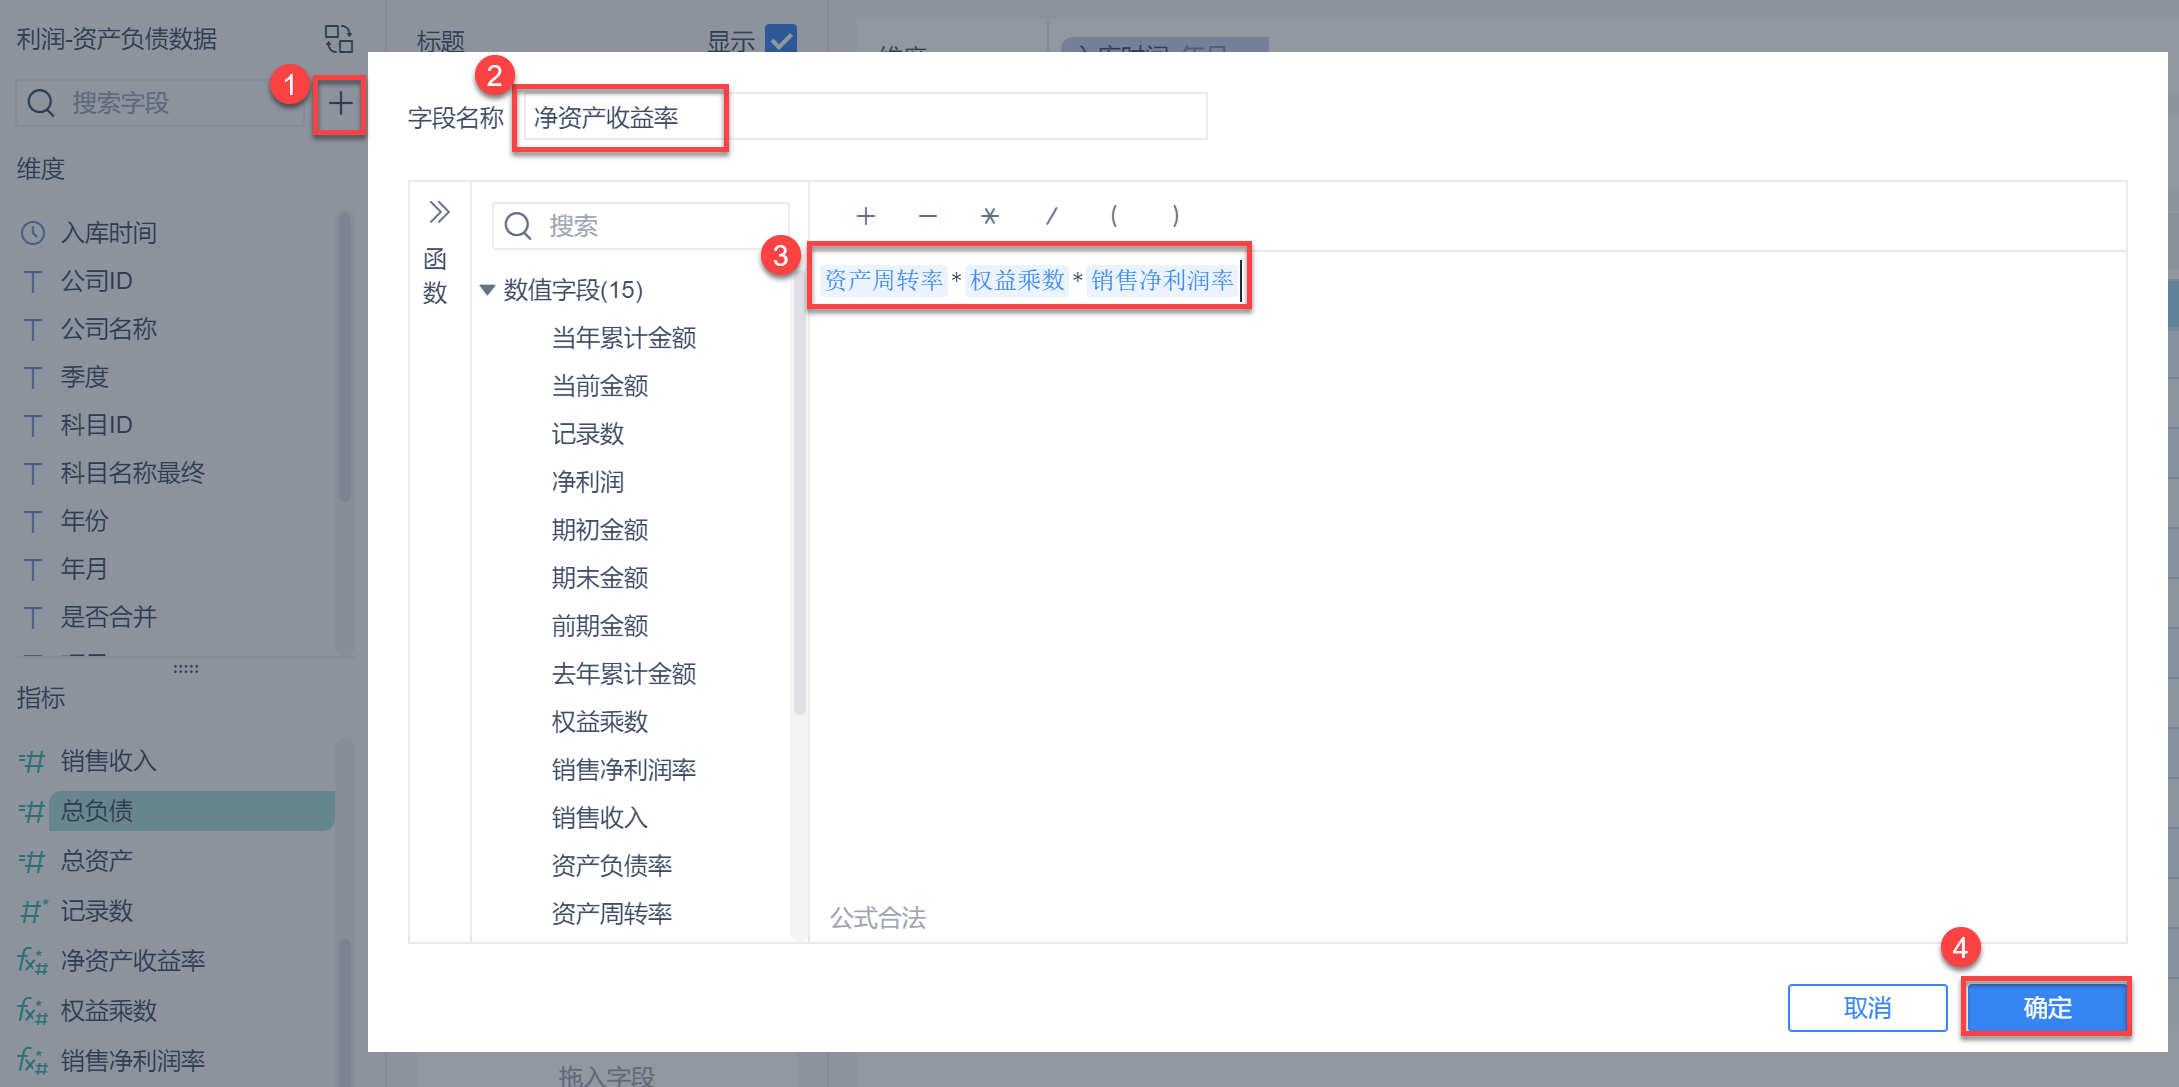 利润-资产负债数据
搜索字段
1
维度
入库时间
公司ID
公司名称
季度
科目ID
科目名称最终
年份
年月
是否合并
指标
销售收入
总负债
总资产
记录数
净资产收益率
权益乘数
销售净利润率
标题
显示
2
字段名称
净资产收益率
函数
搜索
数值字段(15)
当年累计金额
当前金额
记录数
净利润
期初金额
期末金额
前期金额
去年累计金额
权益乘数
销售净利润率
销售收入
资产负债率
资产周转率
+ − * / ( )
3
资产周转率*权益乘数*销售净利润率
公式合法
4
取消
确定
拖入字段